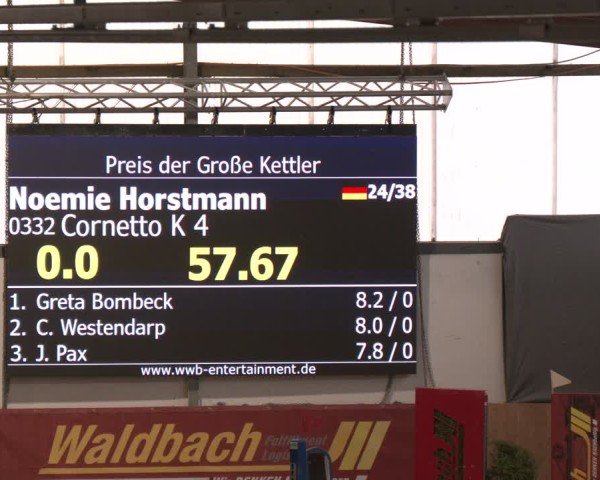 Preis der Große Kettler
Noemie Horstmann 24/38
0332 Cornetto K 4
0.0 57.67
1. Greta Bombeck 8.2 / 0
2. C. Westendarp 8.0 / 0
3. J. Pax 7.8 / 0
www.wwb-entertainment.de
Waldbach